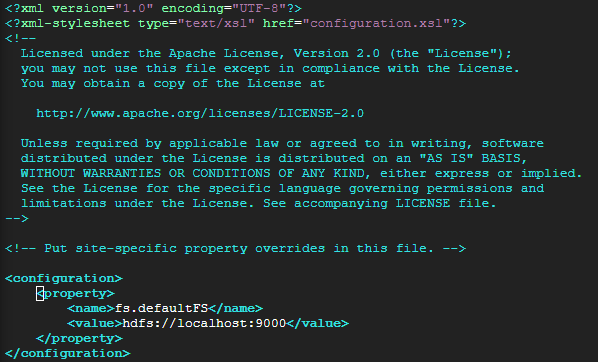 <?xml version="1.0" encoding="UTF-8"?>
<?xml-stylesheet type="text/xsl" href="configuration.xsl"?>
<!--
  Licensed under the Apache License, Version 2.0 (the "License");
  you may not use this file except in compliance with the License.
  You may obtain a copy of the License at

    http://www.apache.org/licenses/LICENSE-2.0

  Unless required by applicable law or agreed to in writing, software
  distributed under the License is distributed on an "AS IS" BASIS,
  WITHOUT WARRANTIES OR CONDITIONS OF ANY KIND, either express or implied.
  See the License for the specific language governing permissions and
  limitations under the License. See accompanying LICENSE file.
-->

<!-- Put site-specific property overrides in this file. -->

<configuration>
    <property>
        <name>fs.defaultFS</name>
        <value>hdfs://localhost:9000</value>
    </property>
</configuration>